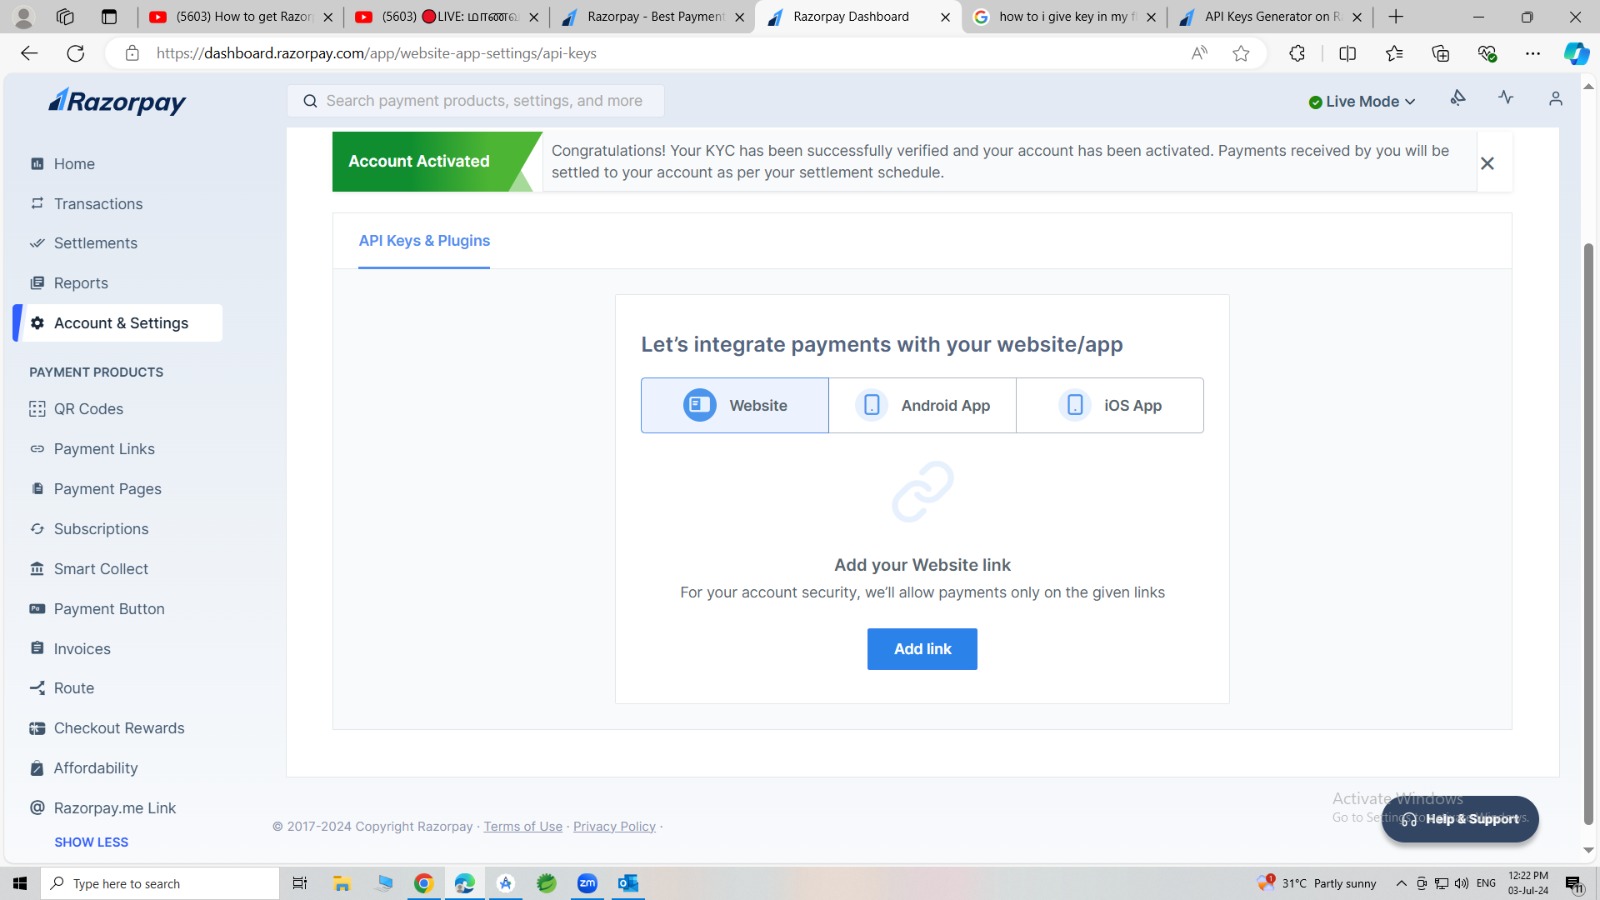 (5603) How to get Razor
(5603) 🔴LIVE: மாணவ
Razorpay - Best Payment
Razorpay Dashboard
how to i give key in my f
API Keys Generator on R
https://dashboard.razorpay.com/app/website-app-settings/api-keys
Razorpay
Search payment products, settings, and more
Live Mode
Home
Transactions
Settlements
Reports
Account & Settings
PAYMENT PRODUCTS
QR Codes
Payment Links
Payment Pages
Subscriptions
Smart Collect
Payment Button
Invoices
Route
Checkout Rewards
Affordability
Razorpay.me Link
SHOW LESS
Account Activated
Congratulations! Your KYC has been successfully verified and your account has been activated. Payments received by you will be
settled to your account as per your settlement schedule.
API Keys & Plugins
Let’s integrate payments with your website/app
Website
Android App
iOS App
Add your Website link
For your account security, we’ll allow payments only on the given links
Add link
© 2017-2024 Copyright Razorpay · Terms of Use · Privacy Policy ·
Activate Windows
Go to Settings to activate Windows.
Help & Support
Type here to search
zm
31°C Partly sunny
ENG
12:22 PM
03-Jul-24